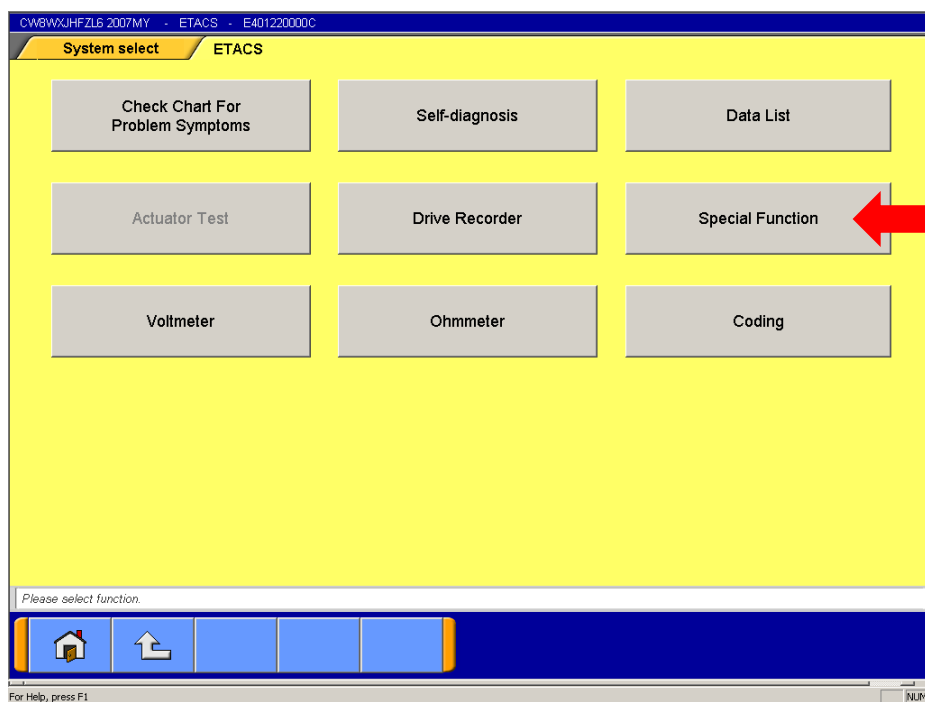 CW8WXJHFZL6 2007MY - ETACS - E401220000C
System select
ETACS
Check Chart For
Problem Symptoms
Self-diagnosis
Data List
Actuator Test
Drive Recorder
Special Function
Voltmeter
Ohmmeter
Coding
Please select function.
For Help, press F1
NUM